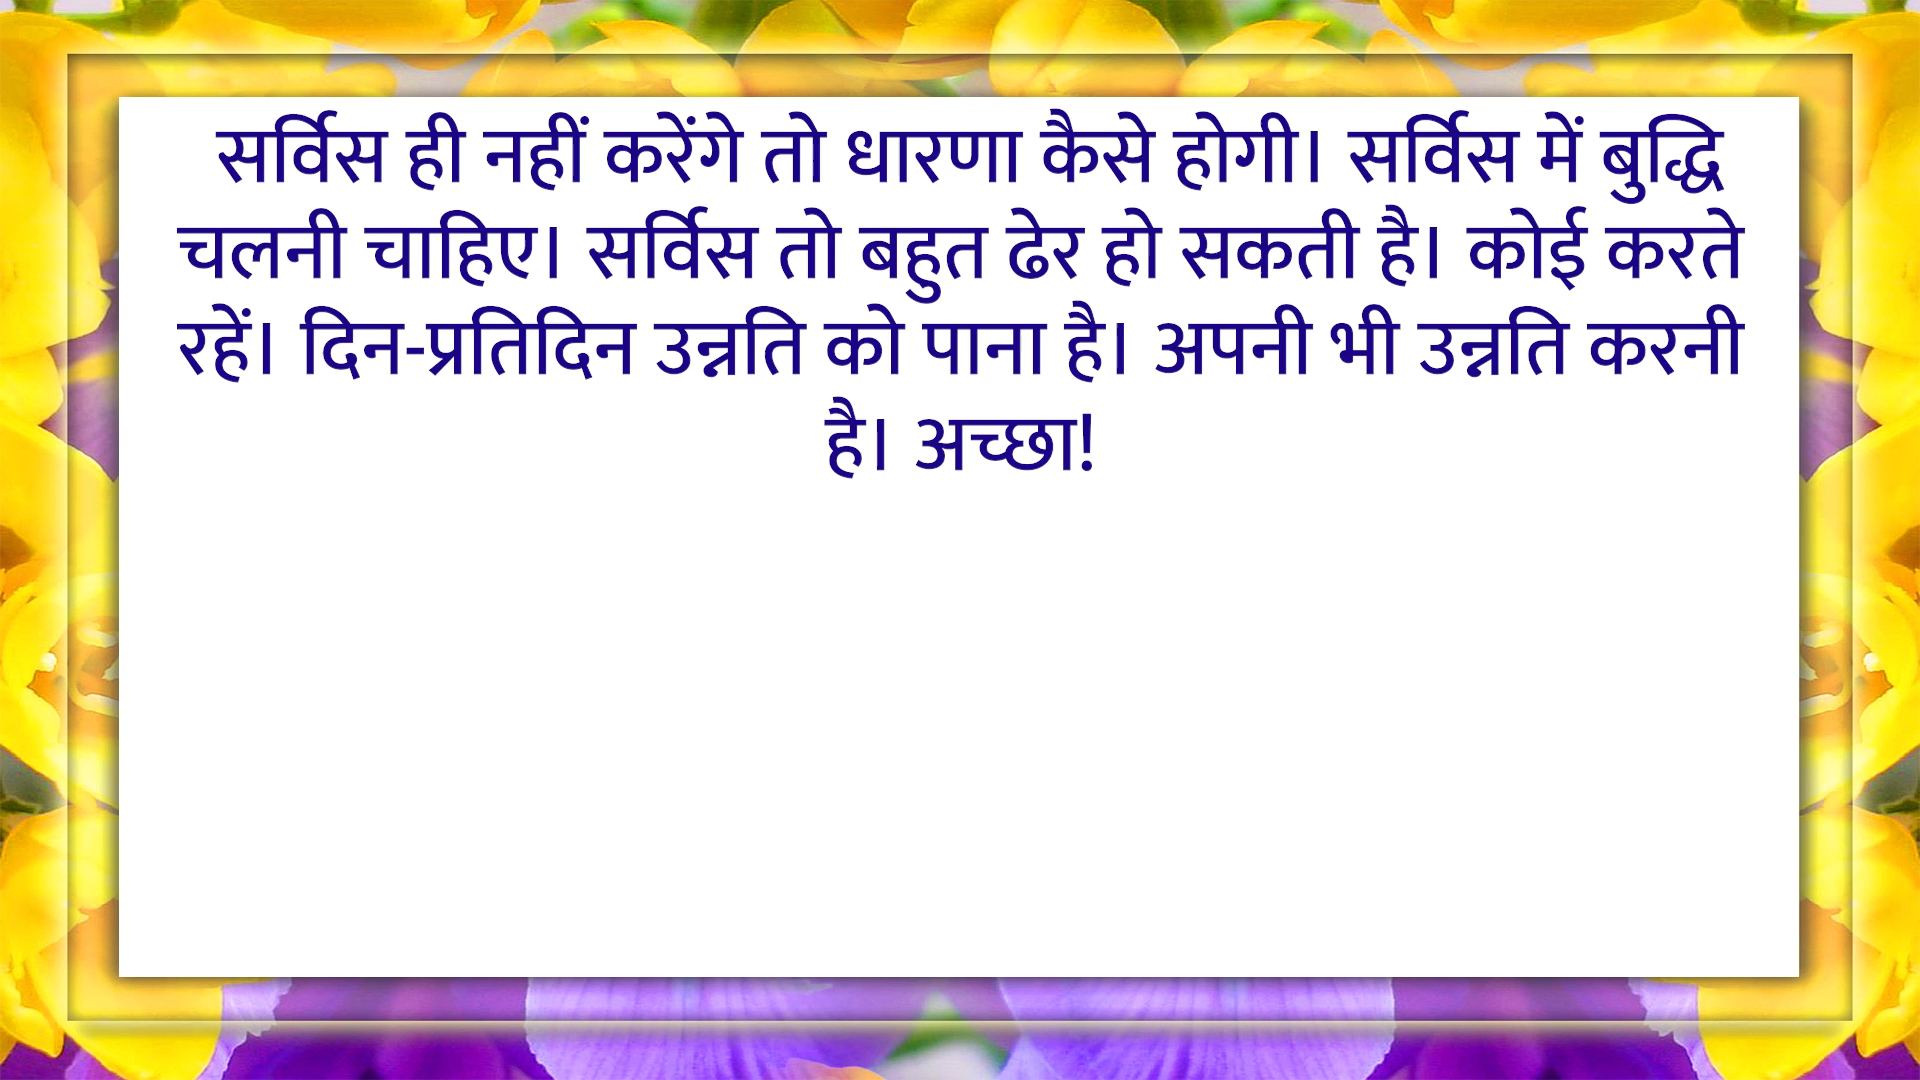 सर्विस ही नहीं करेंगे तो धारणा कैसे होगी। सर्विस में बुद्धि
चलनी चाहिए। सर्विस तो बहुत ढेर हो सकती है। कोई करते
रहें। दिन-प्रतिदिन उन्नति को पाना है। अपनी भी उन्नति करनी
है। अच्छा!